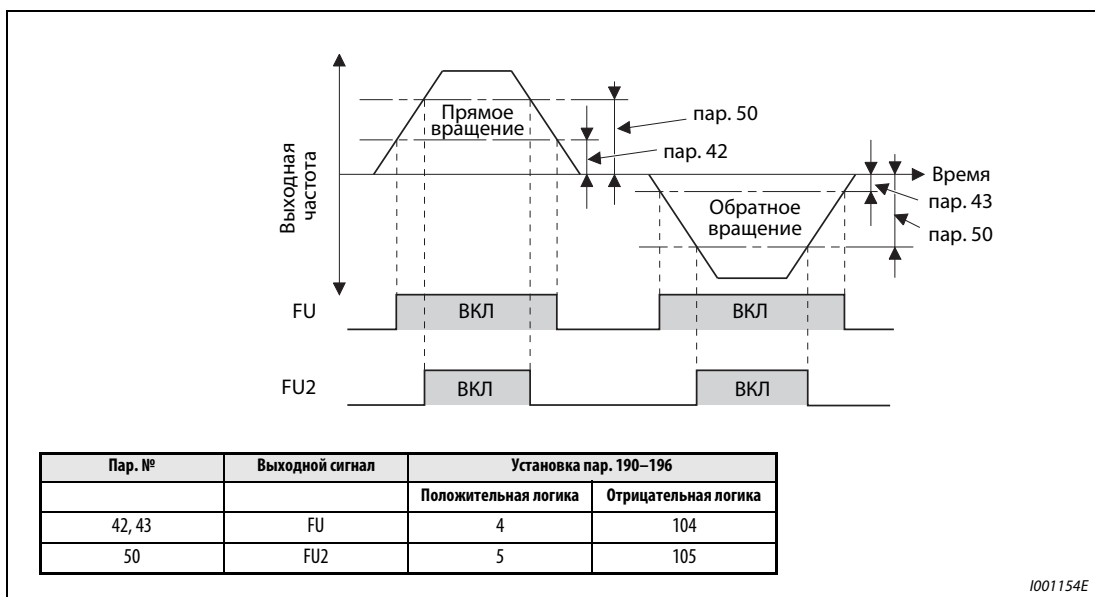 Выходная
частота
Прямое
вращение
пар. 50
пар. 42
Время
пар. 43
пар. 50
Обратное
вращение
FU
ВКЛ
ВКЛ
FU2
ВКЛ
ВКЛ
Пар. № Выходной сигнал Установка пар. 190–196
Положительная логика Отрицательная логика
42, 43 FU 4 104
50 FU2 5 105
I001154E